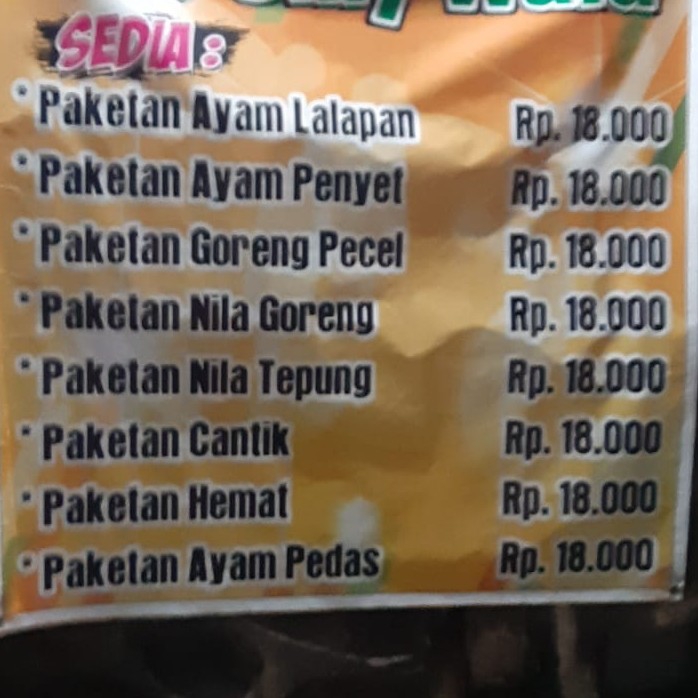 SEDIA :
* Paketan Ayam Lalapan Rp. 18.000
* Paketan Ayam Penyet Rp. 18.000
* Paketan Goreng Pecel Rp. 18.000
* Paketan Nila Goreng Rp. 18.000
* Paketan Nila Tepung Rp. 18.000
* Paketan Cantik Rp. 18.000
* Paketan Hemat Rp. 18.000
* Paketan Ayam Pedas Rp. 18.000